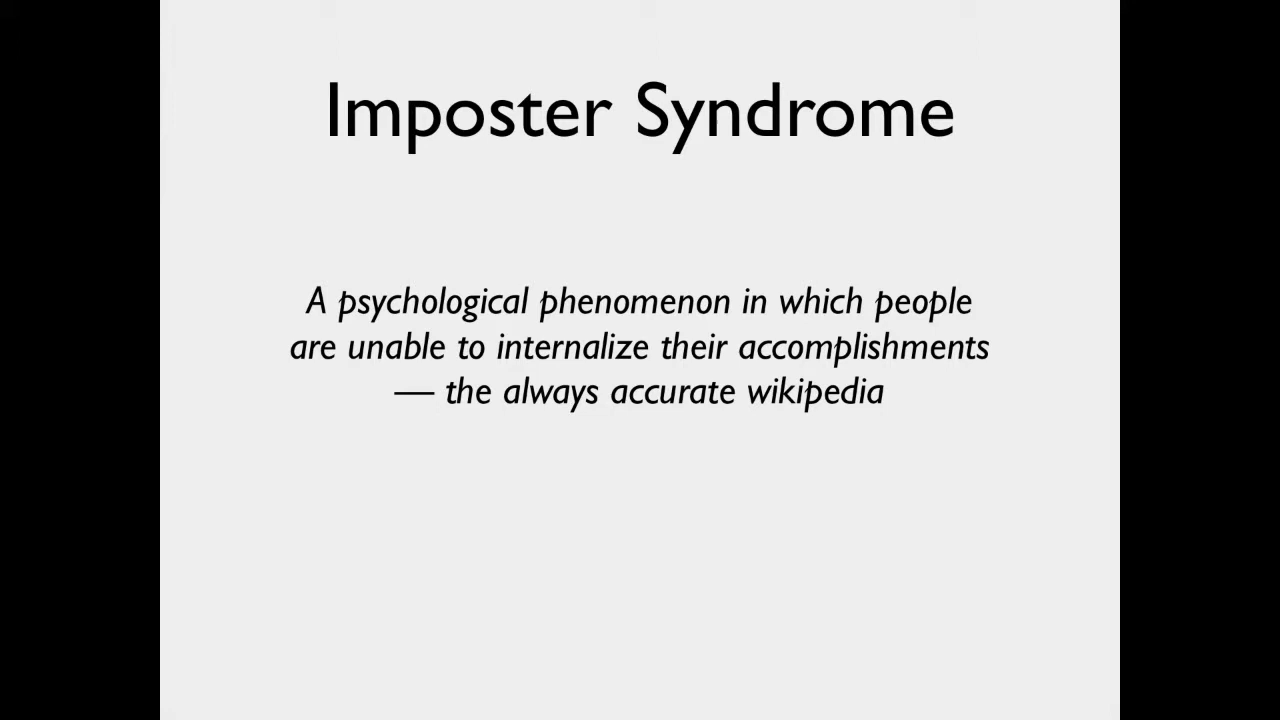 Imposter Syndrome
A psychological phenomenon in which people
are unable to internalize their accomplishments
— the always accurate wikipedia